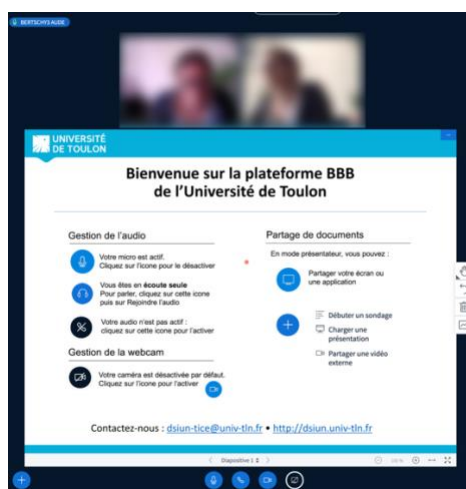 BERTSCHYS AUDE
UNIVERSITÉ
DE TOULON
Bienvenue sur la plateforme BBB
de l'Université de Toulon
Gestion de l'audio
Votre micro est actif.
Cliquez sur l'icone pour le désactiver
Vous êtes en écoute seule
Pour parler, cliquez sur cette icone
puis sur Rejoindre l'audio
Votre audio n'est pas actif :
cliquez sur cette icone pour l'activer
Gestion de la webcam
Votre caméra est désactivée par défaut.
Cliquez sur l'icone pour l'activer
Partage de documents
En mode présentateur, vous pouvez :
Partager votre écran ou
une application
Débuter un sondage
Charger une
présentation
Partager une vidéo
externe
Contactez-nous : dsiun-tice@univ-tln.fr • http://dsiun.univ-tln.fr
Diapositive 1